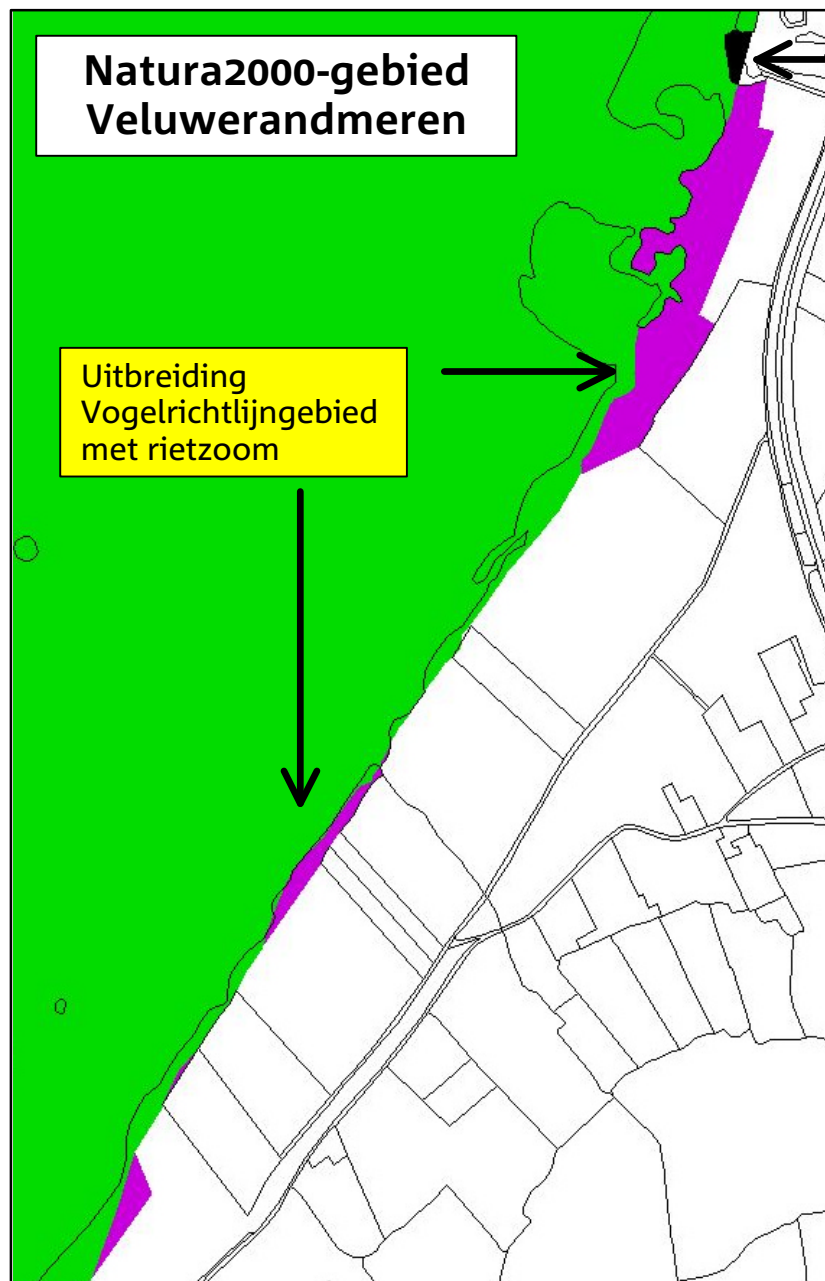 Natura2000-gebied
Veluwerandmeren
Uitbreiding
Vogelrichtlijngebied
met rietzoom